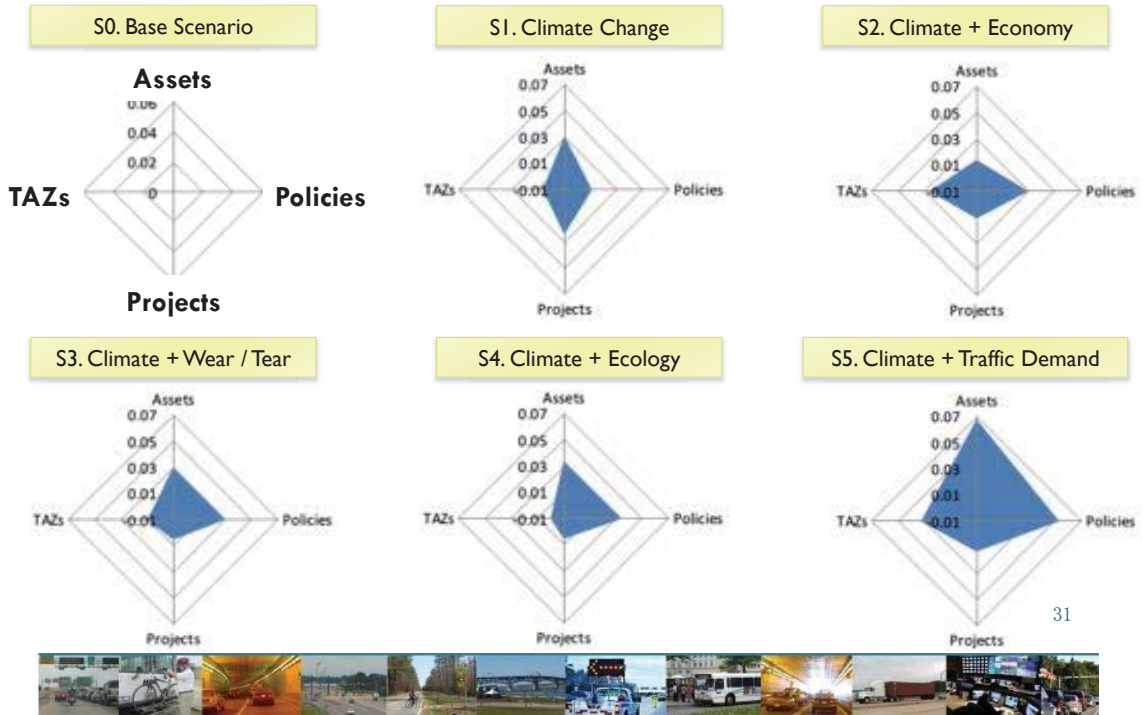 S0. Base Scenario
Assets
0.06
0.04
0.02
0
TAZs
Policies
Projects
S1. Climate Change
Assets
0.07
0.05
0.03
0.01
-0.01
TAZs
Policies
Projects
S2. Climate + Economy
Assets
0.07
0.05
0.03
0.01
-0.01
TAZs
Policies
Projects
S3. Climate + Wear / Tear
Assets
0.07
0.05
0.03
0.01
-0.01
TAZs
Policies
Projects
S4. Climate + Ecology
Assets
0.07
0.05
0.03
0.01
-0.01
TAZs
Policies
Projects
S5. Climate + Traffic Demand
Assets
0.07
0.05
0.03
0.01
-0.01
TAZs
Policies
Projects
31